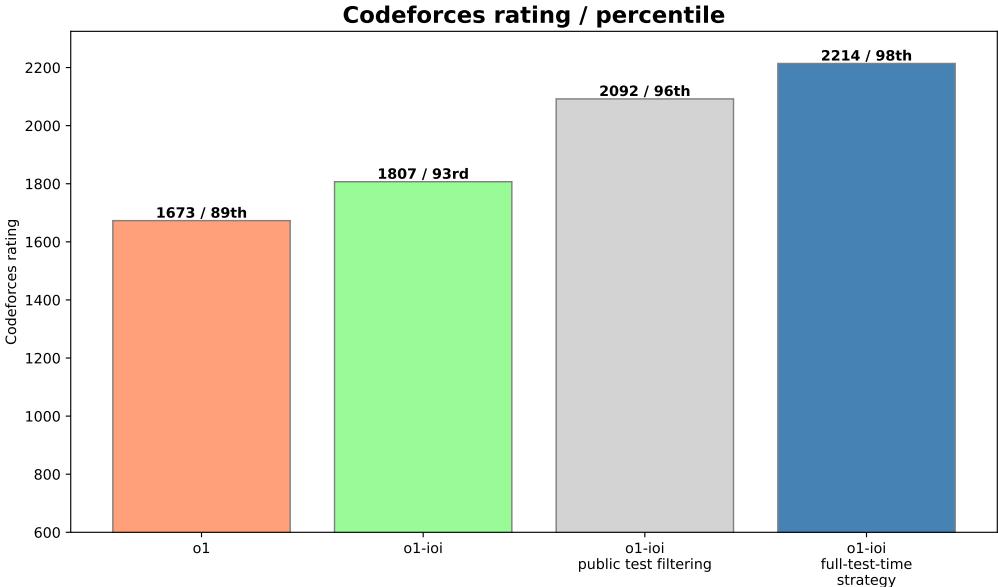 Codeforces rating / percentile
2214 / 98th
2092 / 96th
1807 / 93rd
1673 / 89th
Codeforces rating
2200
2000
1800
1600
1400
1200
1000
800
600
o1
o1-ioi
o1-ioi
public test filtering
o1-ioi
full-test-time
strategy